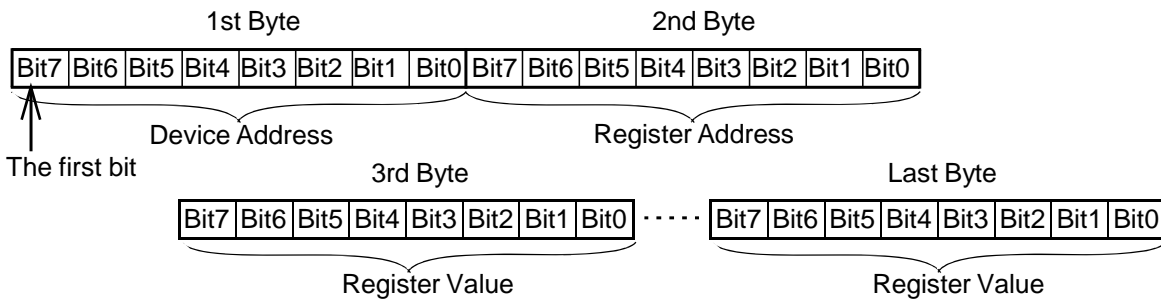 1st Byte 2nd Byte
Bit7 Bit6 Bit5 Bit4 Bit3 Bit2 Bit1 Bit0 Bit7 Bit6 Bit5 Bit4 Bit3 Bit2 Bit1 Bit0
Device Address Register Address
The first bit
3rd Byte Last Byte
Bit7 Bit6 Bit5 Bit4 Bit3 Bit2 Bit1 Bit0 ..... Bit7 Bit6 Bit5 Bit4 Bit3 Bit2 Bit1 Bit0
Register Value Register Value